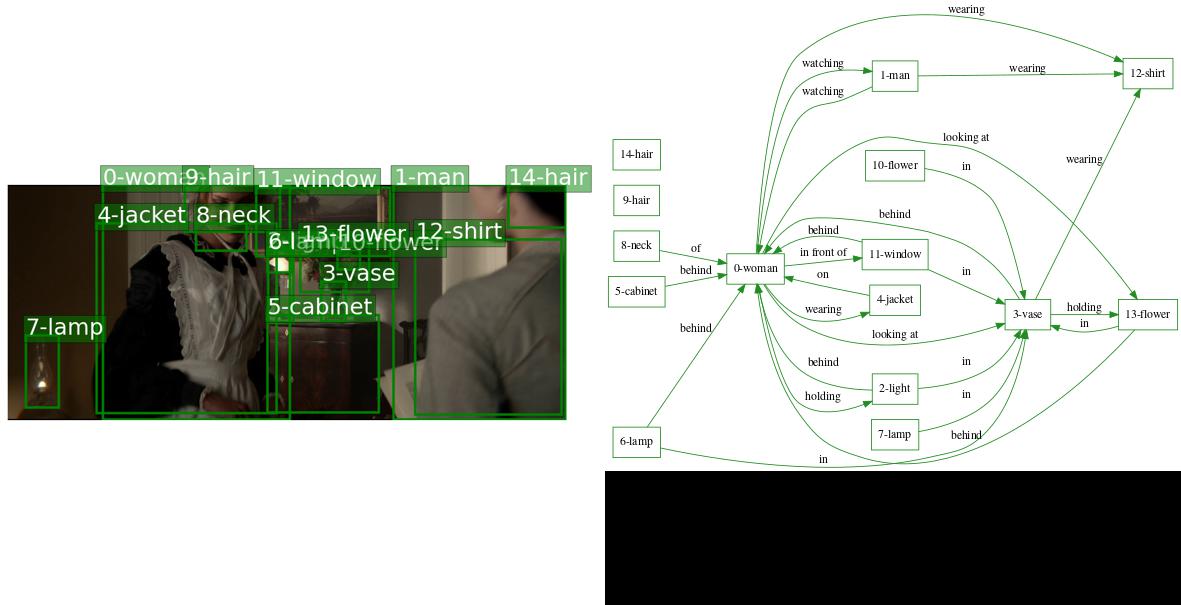 0-woma
9-hair
11-window
1-man
14-hair
4-jacket
8-neck
13-flower
12-shirt
6-lamp
10-flower
3-vase
5-cabinet
7-lamp
wearing
watching
1-man
wearing
12-shirt
watching
14-hair
looking at
10-flower
in
wearing
9-hair
behind
8-neck
of
behind
in front of
11-window
0-woman
behind
on
in
5-cabinet
4-jacket
wearing
3-vase
holding
in
13-flower
looking at
behind
behind
in
2-light
holding
in
7-lamp
behind
6-lamp
in